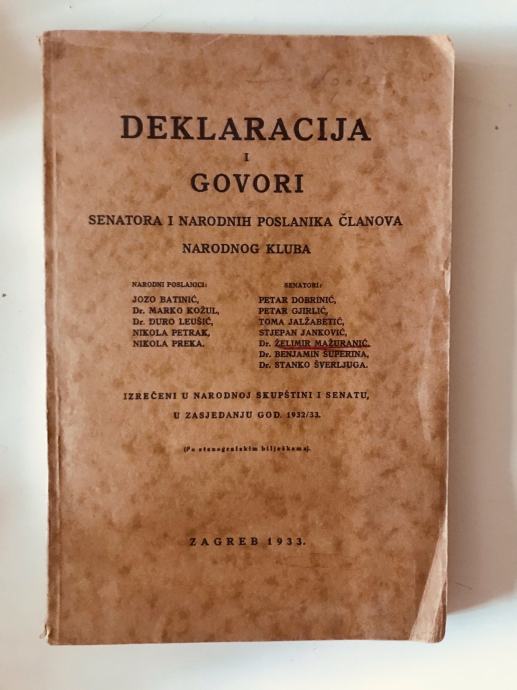 DEKLARACIJA
I
GOVORI
SENATORA I NARODNIH POSLANIKA ČLANOVA
NARODNOG KLUBA
NARODNI POSLANICI:
JOZO BATINIĆ,
Dr. MARKO KOŽUL,
Dr. ĐURO LEUŠIĆ,
NIKOLA PETRAK,
NIKOLA PREKA.
SENATORI:
PETAR DOBRINIĆ,
PETAR GJIRLIĆ,
TOMA JALŽABETIĆ,
STJEPAN JANKOVIĆ,
Dr. ŽELIMIR MAŽURANIĆ,
Dr. BENJAMIN ŠUPERINA,
Dr. STANKO ŠVERLJUGA.
IZREČENI U NARODNOJ SKUPŠTINI I SENATU,
U ZASJEDANJU GOD. 1932/33.
(Po stenografskim bilješkama).
ZAGREB 1933.